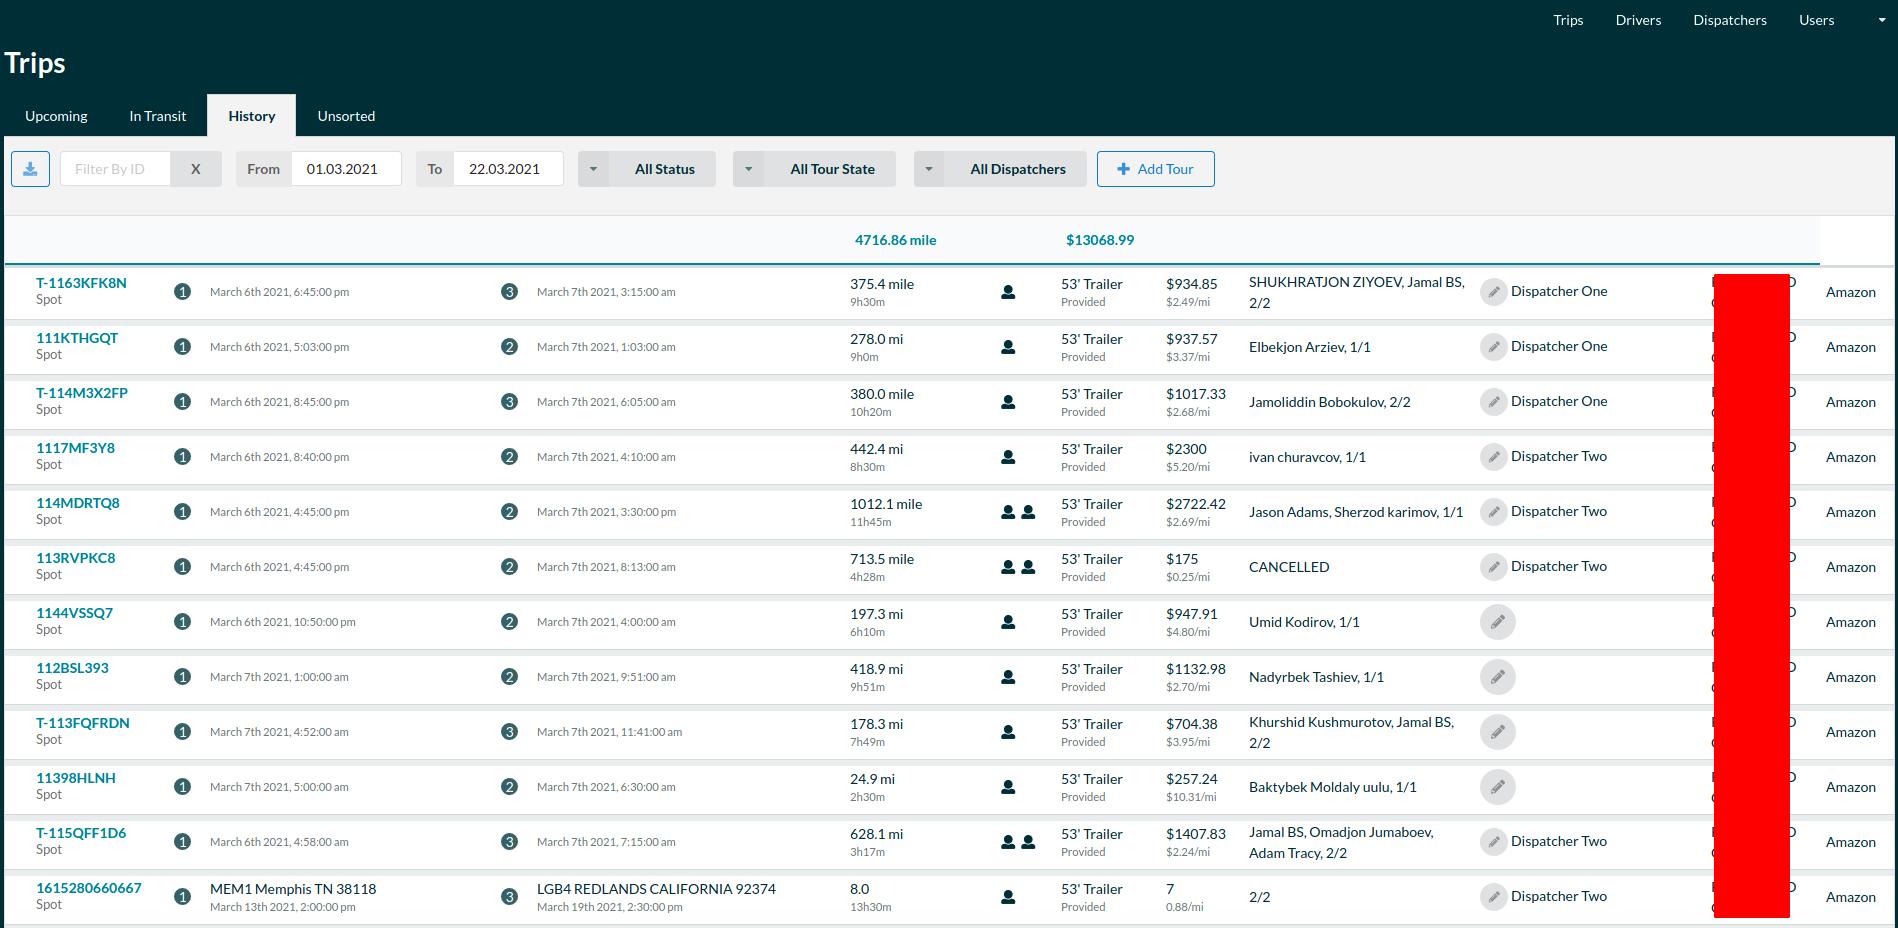 Trips Drivers Dispatchers Users
Trips
Upcoming In Transit History Unsorted
Filter By ID X From 01.03.2021 To 22.03.2021 All Status All Tour State All Dispatchers + Add Tour
4716.86 mile $13068.99
T-1163KFK8N 1 March 6th 2021, 6:45:00 pm 3 March 7th 2021, 3:15:00 am 375.4 mile 53' Trailer $934.85 SHUKHRATJON ZIYOEV, Jamal BS, Dispatcher One Amazon
Spot 9h30m Provided $2.49/mi 2/2
111KTHGQT 1 March 6th 2021, 5:03:00 pm 2 March 7th 2021, 1:03:00 am 278.0 mi 53' Trailer $937.57 Elbekjon Arziev, 1/1 Dispatcher One Amazon
Spot 9h0m Provided $3.37/mi
T-114M3X2FP 1 March 6th 2021, 8:45:00 pm 3 March 7th 2021, 6:05:00 am 380.0 mile 53' Trailer $1017.33 Jamoliddin Bobokulov, 2/2 Dispatcher One Amazon
Spot 10h20m Provided $2.68/mi
1117MF3Y8 1 March 6th 2021, 8:40:00 pm 2 March 7th 2021, 4:10:00 am 442.4 mi 53' Trailer $2300 ivan churavcov, 1/1 Dispatcher Two Amazon
Spot 8h30m Provided $5.20/mi
114MDRTQ8 1 March 6th 2021, 4:45:00 pm 2 March 7th 2021, 3:30:00 pm 1012.1 mile 53' Trailer $2722.42 Jason Adams, Sherzod karimov, 1/1 Dispatcher Two Amazon
Spot 11h45m Provided $2.69/mi
113RVPKC8 1 March 6th 2021, 4:45:00 pm 2 March 7th 2021, 8:13:00 am 713.5 mile 53' Trailer $175 CANCELLED Dispatcher Two Amazon
Spot 4h28m Provided $0.25/mi
1144VSSQ7 1 March 6th 2021, 10:50:00 pm 2 March 7th 2021, 4:00:00 am 197.3 mi 53' Trailer $947.91 Umid Kodirov, 1/1 Amazon
Spot 6h10m Provided $4.80/mi
112BSL393 1 March 7th 2021, 1:00:00 am 2 March 7th 2021, 9:51:00 am 418.9 mi 53' Trailer $1132.98 Nadyrbek Tashiev, 1/1 Amazon
Spot 9h51m Provided $2.70/mi
T-113FQFRDN 1 March 7th 2021, 4:52:00 am 3 March 7th 2021, 11:41:00 am 178.3 mi 53' Trailer $704.38 Khurshid Kushmurotov, Jamal BS, Amazon
Spot 7h49m Provided $3.95/mi 2/2
11398HLNH 1 March 7th 2021, 5:00:00 am 2 March 7th 2021, 6:30:00 am 24.9 mi 53' Trailer $257.24 Baktybek Moldaly uulu, 1/1 Amazon
Spot 2h30m Provided $10.31/mi
T-115QFF1D6 1 March 6th 2021, 4:58:00 am 3 March 7th 2021, 7:15:00 am 628.1 mi 53' Trailer $1407.83 Jamal BS, Omadjon Jumaboev, Dispatcher Two Amazon
Spot 3h17m Provided $2.24/mi Adam Tracy, 2/2
1615280660667 1 MEM1 Memphis TN 38118 3 LGB4 REDLANDS CALIFORNIA 92374 8.0 53' Trailer 7 2/2 Dispatcher Two Amazon
Spot March 13th 2021, 2:00:00 pm March 19th 2021, 2:30:00 pm 13h30m Provided 0.88/mi